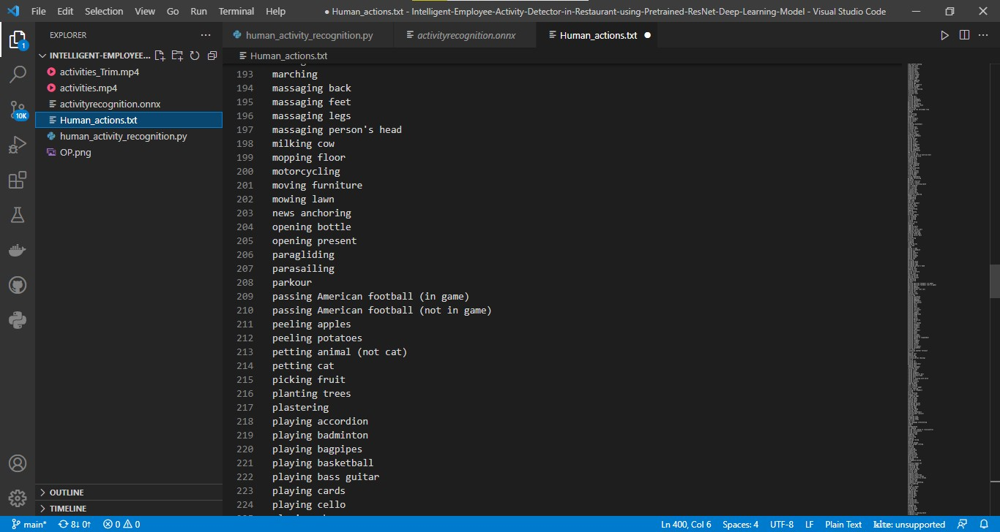 File Edit Selection View Go Run Terminal Help
● Human_actions.txt - Intelligent-Employee-Activity-Detector-in-Restaurant-using-Pretrained-ResNet-Deep-Learning-Model - Visual Studio Code
EXPLORER
human_activity_recognition.py
activityrecognition.onnx
Human_actions.txt
INTELLIGENT-EMPLOYEE...
Human_actions.txt
1
10K
activities_Trim.mp4
activities.mp4
activityrecognition.onnx
Human_actions.txt
human_activity_recognition.py
OP.png
OUTLINE
TIMELINE
193 marching
194 massaging back
195 massaging feet
196 massaging legs
197 massaging person's head
198 milking cow
199 mopping floor
200 motorcycling
201 moving furniture
202 mowing lawn
203 news anchoring
204 opening bottle
205 opening present
206 paragliding
207 parasailing
208 parkour
209 passing American football (in game)
210 passing American football (not in game)
211 peeling apples
212 peeling potatoes
213 petting animal (not cat)
214 petting cat
215 picking fruit
216 planting trees
217 plastering
218 playing accordion
219 playing badminton
220 playing bagpipes
221 playing basketball
222 playing bass guitar
223 playing cards
224 playing cello
main* 8↓ 0↑ 0 0 Ln 400, Col 6 Spaces: 4 UTF-8 LF Plain Text kite: unsupported